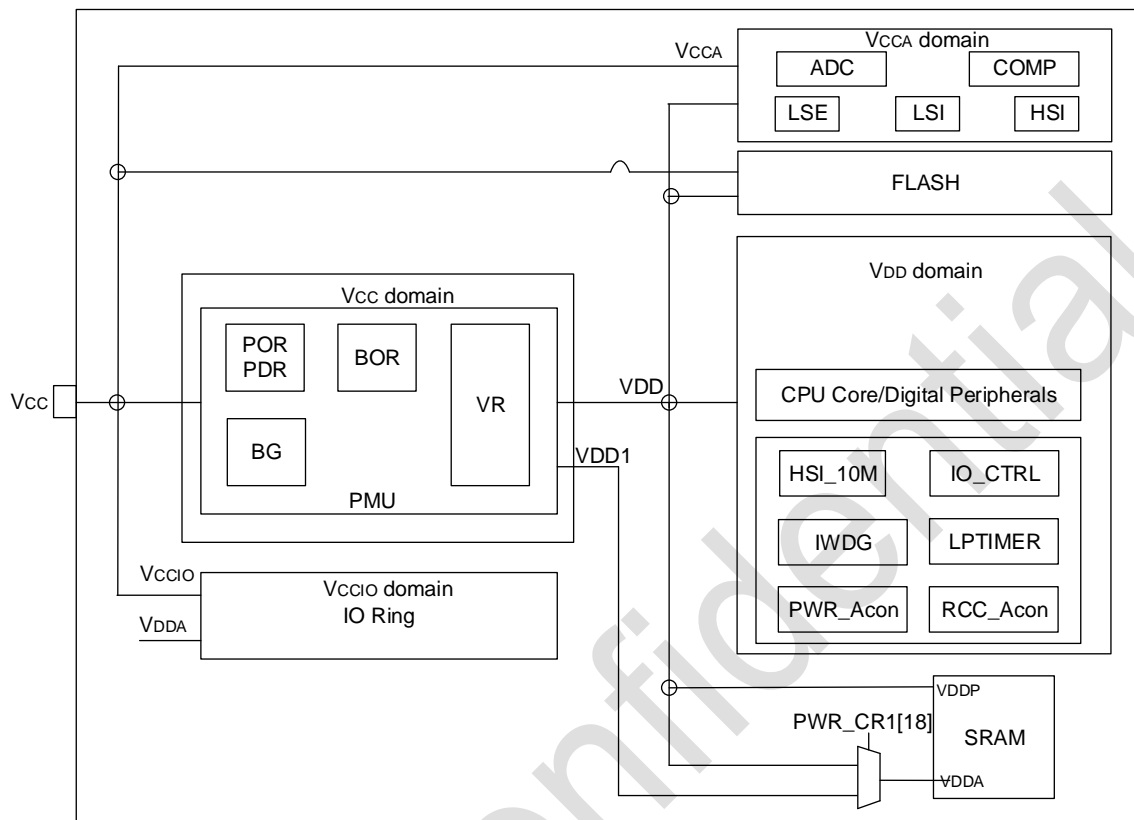 VCCA domain
VCCA
ADC
COMP
LSE
LSI
HSI
FLASH
VDD domain
VCC domain
POR
PDR
BOR
VR
VDD
CPU Core/Digital Peripherals
VCC
BG
VDD1
HSI_10M
IO_CTRL
PMU
IWDG
LPTIMER
VCCIO
VCCIO domain
IO Ring
PWR_Acon
RCC_Acon
VDDA
VDDP
PWR_CR1[18]
SRAM
VDDA
onfidential